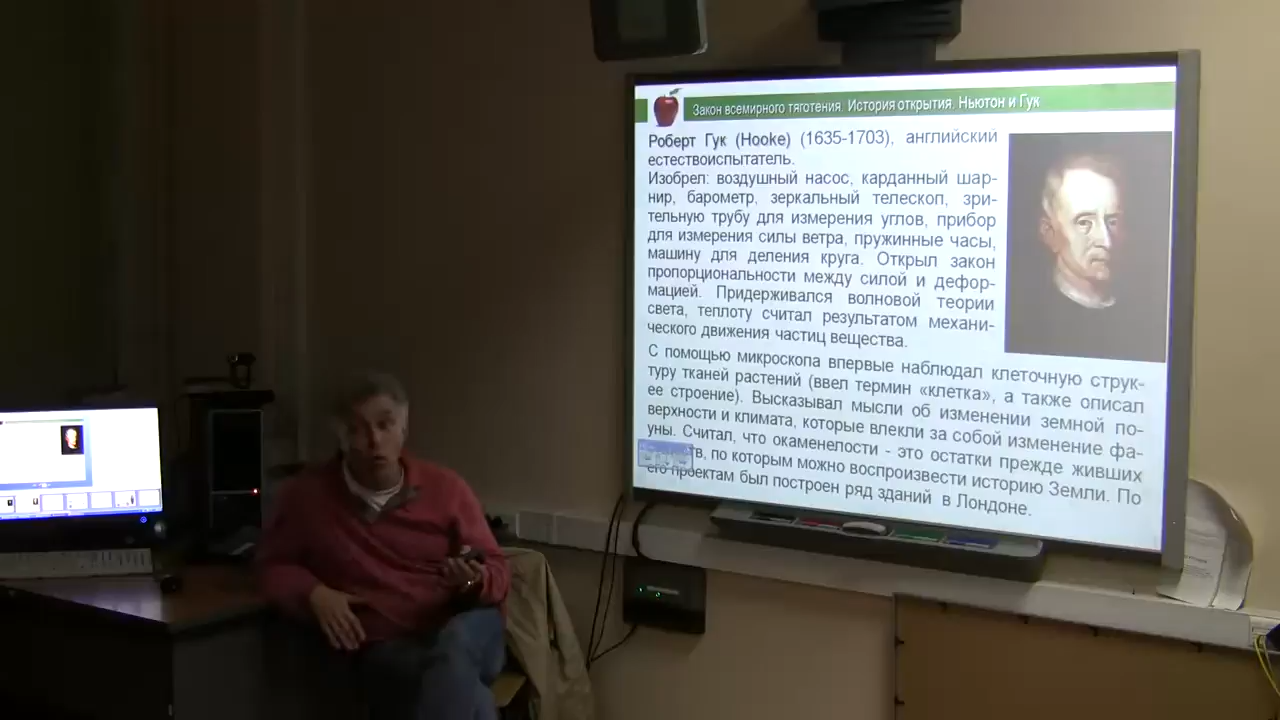 Закон всемирного тяготения. История открытия. Ньютон и Гук
Роберт Гук (Hooke) (1635-1703), английский
естествоиспытатель.
Изобрел: воздушный насос, карданный шар-
нир, барометр, зеркальный телескоп, зри-
тельную трубу для измерения углов, прибор
для измерения силы ветра, пружинные часы,
машину для деления круга. Открыл закон
пропорциональности между силой и дефор-
мацией. Придерживался волновой теории
света, теплоту считал результатом механи-
ческого движения частиц вещества.
С помощью микроскопа впервые наблюдал клеточную струк-
туру тканей растений (ввел термин «клетка», а также описал
ее строение). Высказывал мысли об изменении земной по-
верхности и климата, которые влекли за собой изменение фа-
уны. Считал, что окаменелости - это остатки прежде живших
по которым можно воспроизвести историю Земли. По
его проектам был построен ряд зданий в Лондоне.